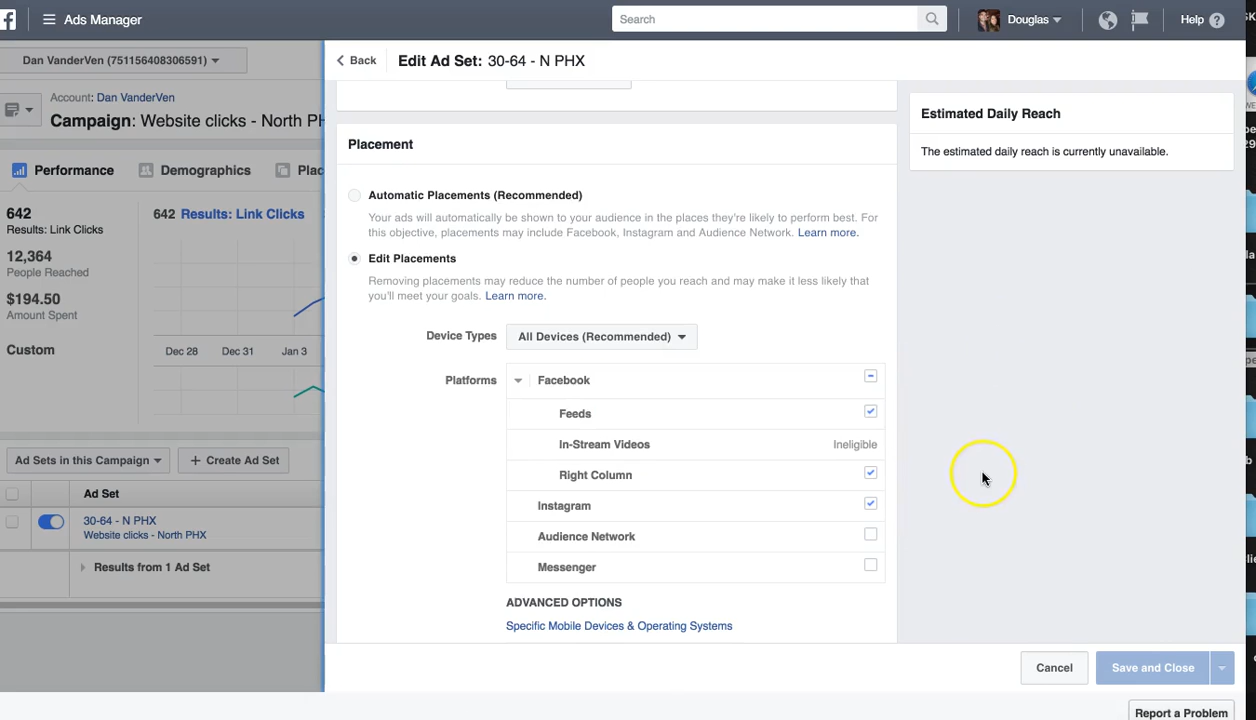 f
Ads Manager
Search
Douglas
Help ?
Dan VanderVen (751156408306591)
Account: Dan VanderVen
Campaign: Website clicks - North PH
Performance
Demographics
Plac
642
Results: Link Clicks
12,364
People Reached
$194.50
Amount Spent
Custom
642 Results: Link Clicks
Dec 28
Dec 31
Jan 3
Ad Sets in this Campaign
+ Create Ad Set
Ad Set
30-64 - N PHX
Website clicks - North PHX
Results from 1 Ad Set
Back
Edit Ad Set: 30-64 - N PHX
Placement
Automatic Placements (Recommended)
Your ads will automatically be shown to your audience in the places they're likely to perform best. For
this objective, placements may include Facebook, Instagram and Audience Network. Learn more.
Edit Placements
Removing placements may reduce the number of people you reach and may make it less likely that
you'll meet your goals. Learn more.
Device Types
All Devices (Recommended)
Platforms
Facebook
Feeds
In-Stream Videos
Ineligible
Right Column
Instagram
Audience Network
Messenger
ADVANCED OPTIONS
Specific Mobile Devices & Operating Systems
Estimated Daily Reach
The estimated daily reach is currently unavailable.
Cancel
Save and Close
Report a Problem